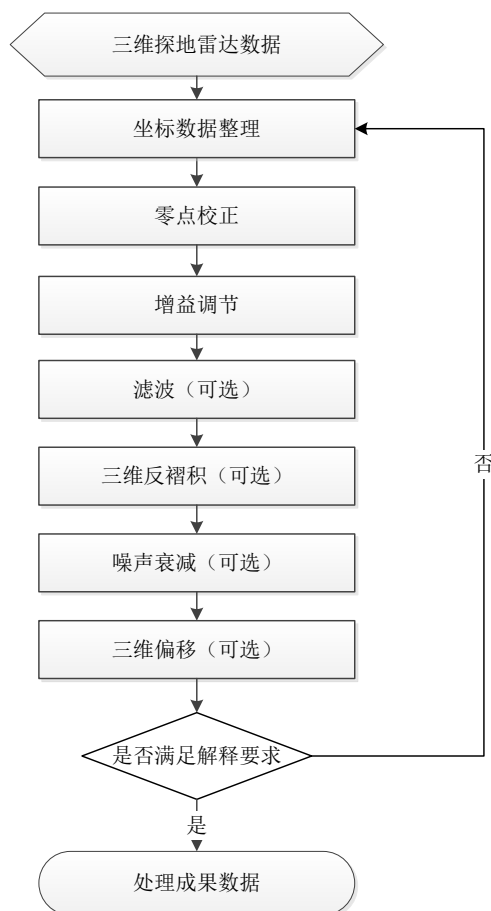 三维探地雷达数据
坐标数据整理
零点校正
增益调节
滤波（可选）
三维反褶积（可选）
否
噪声衰减（可选）
三维偏移（可选）
是否满足解释要求
是
处理成果数据